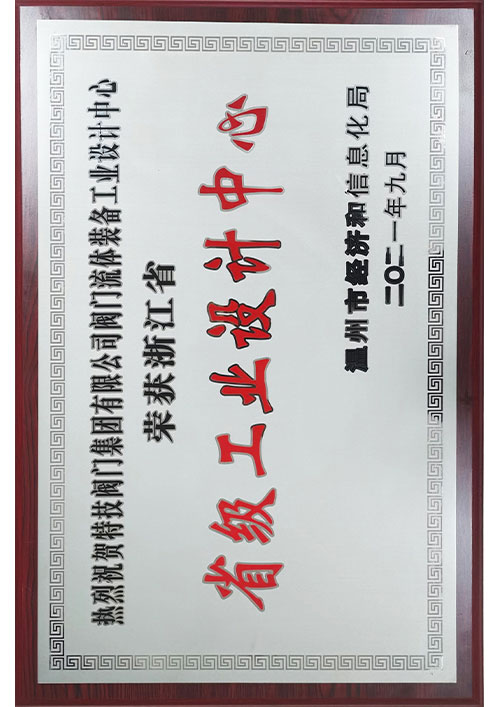 热烈祝贺特技阀门集团有限公司阀门流体装备工业设计中心
荣获浙江省
省级工业设计中心
温州市经济和信息化局
二〇二一年九月